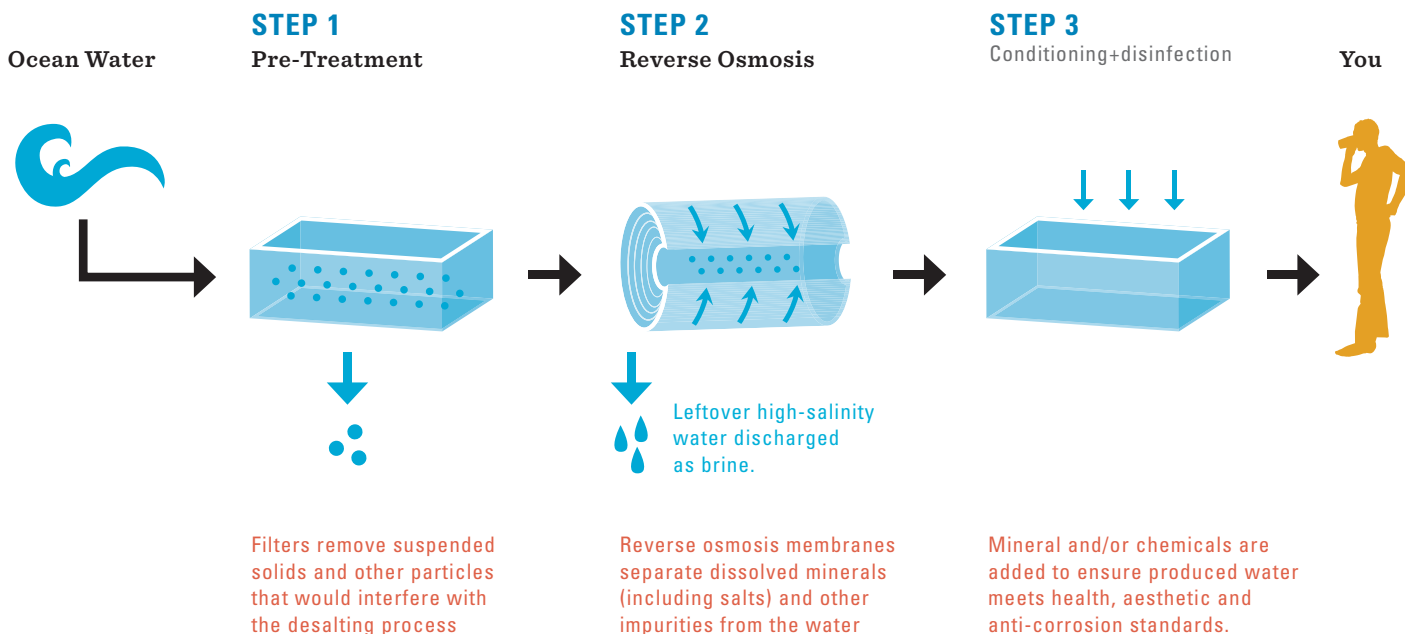 Ocean Water
STEP 1
Pre-Treatment
STEP 2
Reverse Osmosis
STEP 3
Conditioning+disinfection
You
Leftover high-salinity
water discharged
as brine.
Filters remove suspended
solids and other particles
that would interfere with
the desalting process
Reverse osmosis membranes
separate dissolved minerals
(including salts) and other
impurities from the water
Mineral and/or chemicals are
added to ensure produced water
meets health, aesthetic and
anti-corrosion standards.